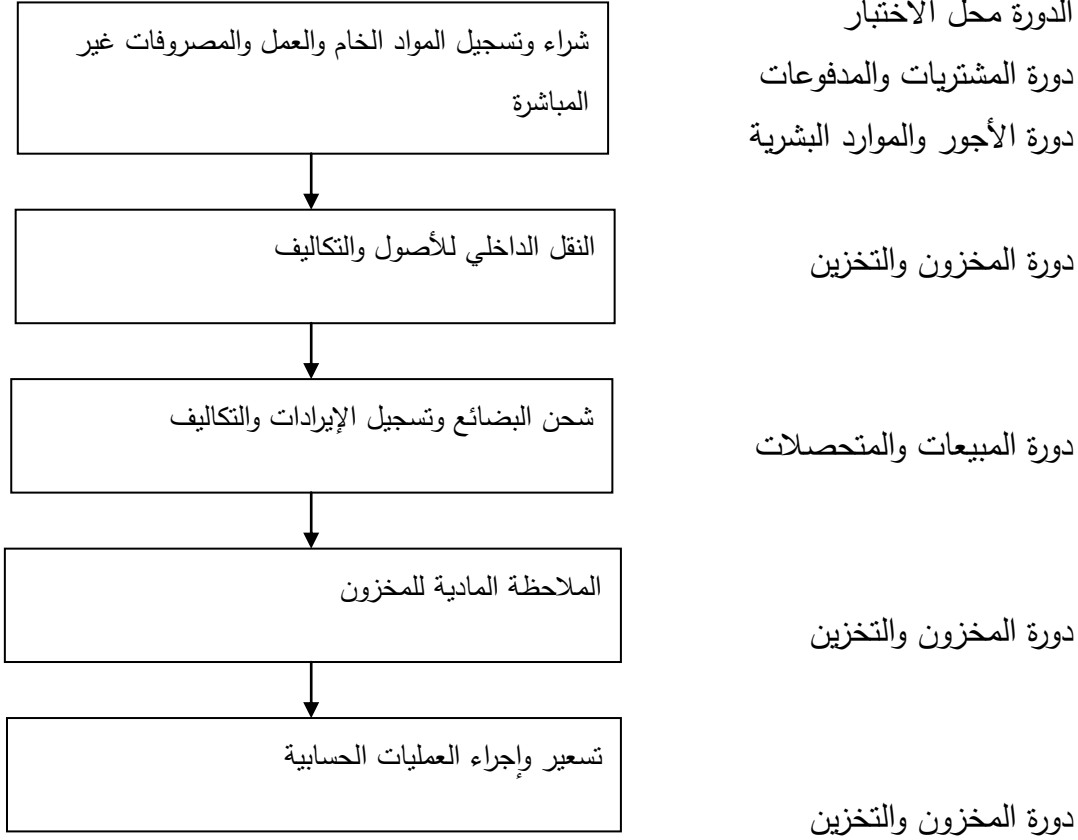 الدورة محل الاختبار
شراء وتسجيل المواد الخام والعمل والمصروفات غير
المباشرة
دورة المشتريات والمدفوعات
دورة الأجور والموارد البشرية
دورة المخزون والتخزين
النقل الداخلي للأصول والتكاليف
دورة المبيعات والمتحصلات
شحن البضائع وتسجيل الإيرادات والتكاليف
دورة المخزون والتخزين
الملاحظة المادية للمخزون
دورة المخزون والتخزين
تسعير وإجراء العمليات الحسابية